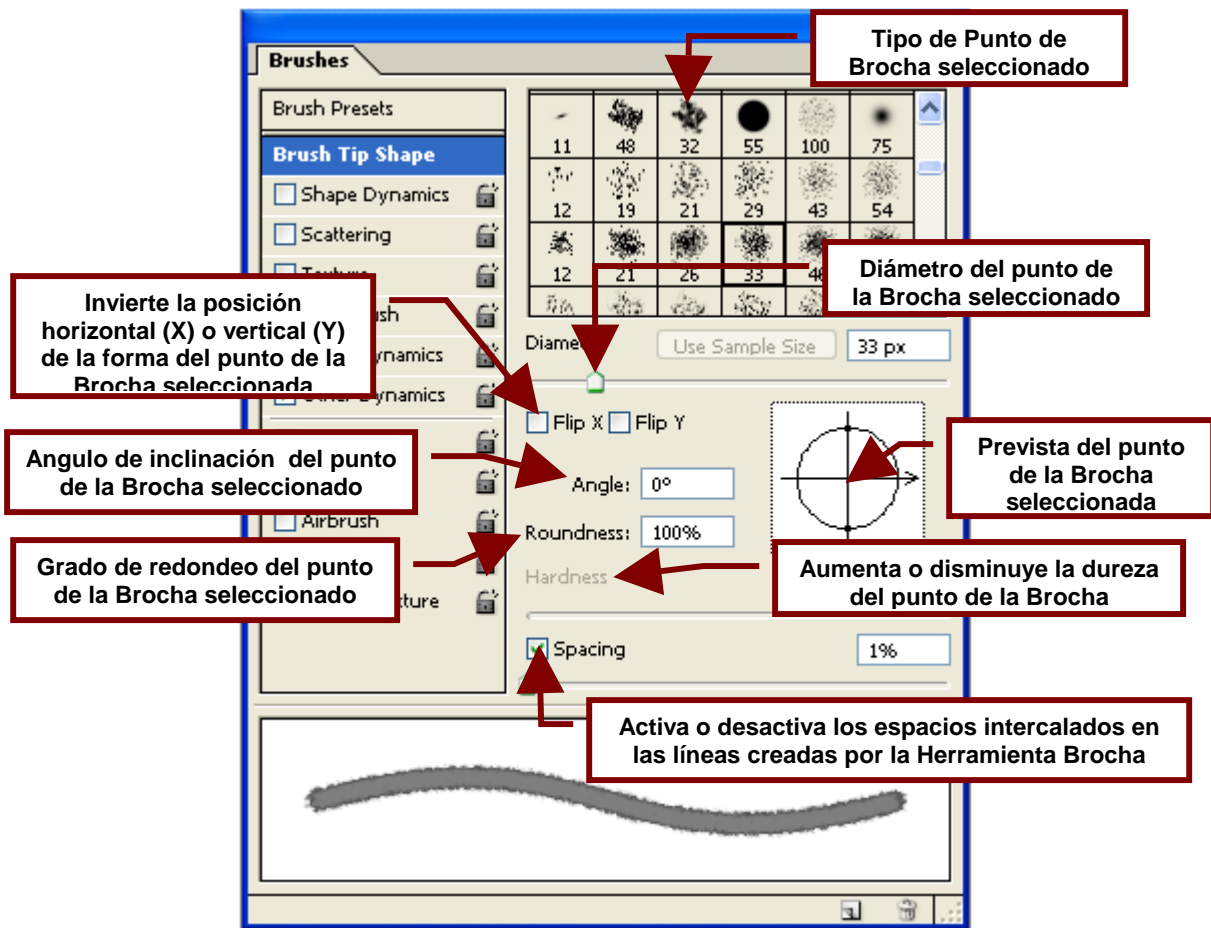 Tipo de Punto de
Brocha seleccionado
Brushes
Brush Presets
Brush Tip Shape
Shape Dynamics
Scattering
11 48 32 55 100 75
12 19 21 29 43 54
12 21 26 33
Diámetro del punto de
la Brocha seleccionado
Invierte la posición
horizontal (X) o vertical (Y)
de la forma del punto de la
Brocha seleccionada
Use Sample Size
33 px
Flip X
Flip Y
Angulo de inclinación del punto
de la Brocha seleccionado
Angle: 0°
Prevista del punto
de la Brocha
seleccionada
Airbrush
Roundness: 100%
Grado de redondeo del punto
de la Brocha seleccionado
Hardness
Aumenta o disminuye la dureza
del punto de la Brocha
Spacing
1%
Activa o desactiva los espacios intercalados en
las líneas creadas por la Herramienta Brocha